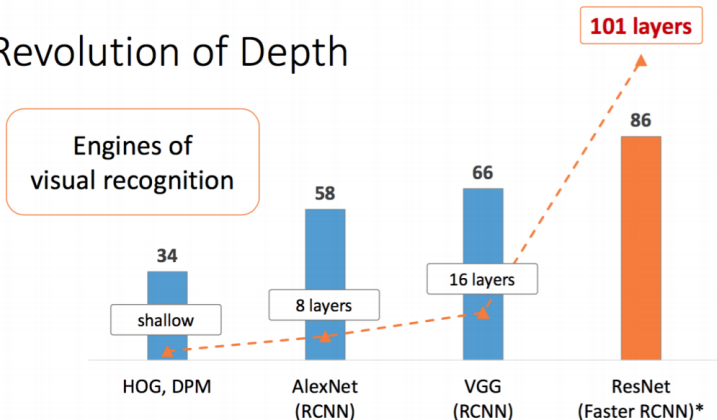 Revolution of Depth
Engines of
visual recognition
101 layers
86
66
58
34
16 layers
8 layers
shallow
HOG, DPM
AlexNet
(RCNN)
VGG
(RCNN)
ResNet
(Faster RCNN)*